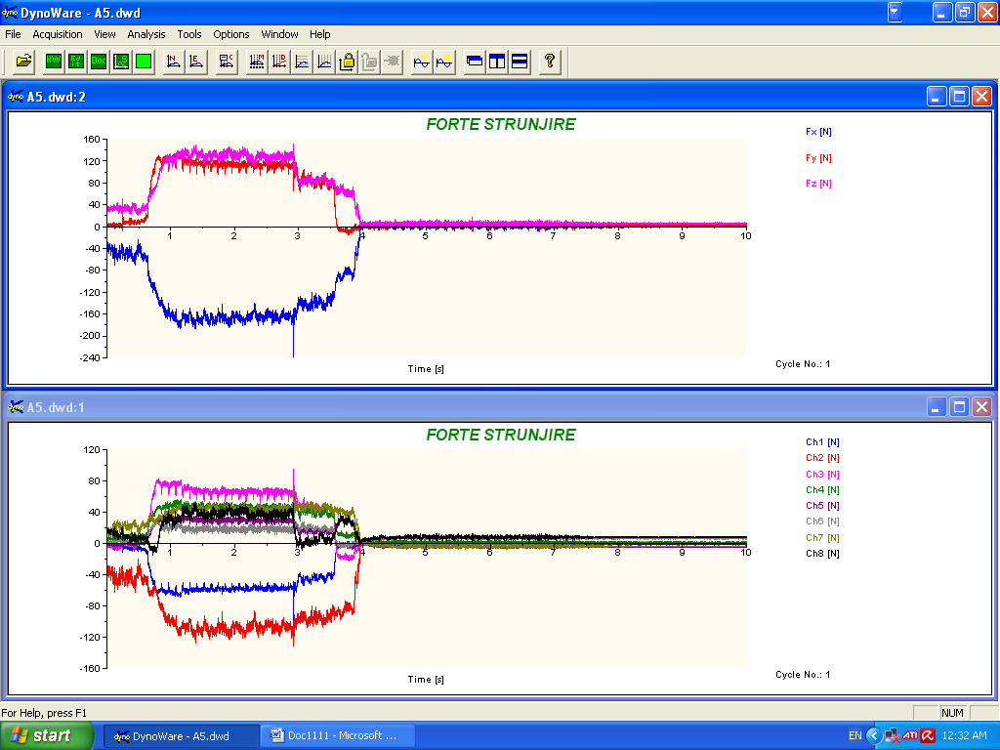 DynoWare - A5.dwd
File Acquisition View Analysis Tools Options Window Help
A5.dwd:2
FORTE STRUNJIRE
160
120
80
40
0
-40
-80
-120
-160
-200
-240
1 2 3 4 5 6 7 8 9 10
Time [s]
Fx [N]
Fy [N]
Fz [N]
Cycle No.: 1
A5.dwd:1
FORTE STRUNJIRE
120
80
40
0
-40
-80
-120
-160
1 2 3 4 5 6 7 8 9 10
Time [s]
Ch1 [N]
Ch2 [N]
Ch3 [N]
Ch4 [N]
Ch5 [N]
Ch6 [N]
Ch7 [N]
Ch8 [N]
Cycle No.: 1
For Help, press F1
NUM
start
DynoWare - A5.dwd
Doc1111 - Microsoft ...
EN
ATI
12:32 AM